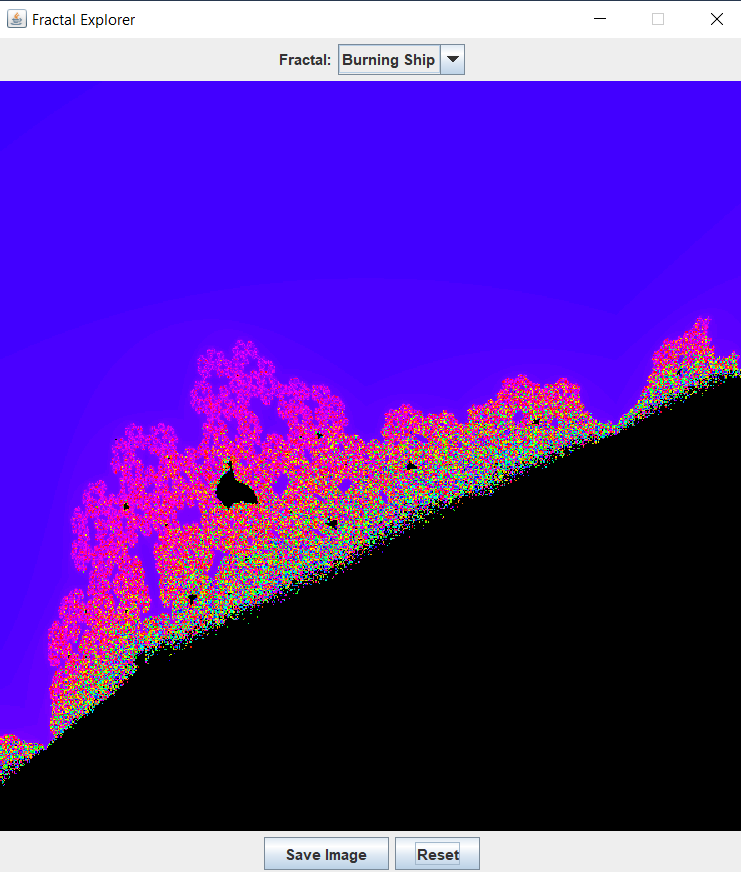 Fractal Explorer
Fractal: Burning Ship
Save Image Reset